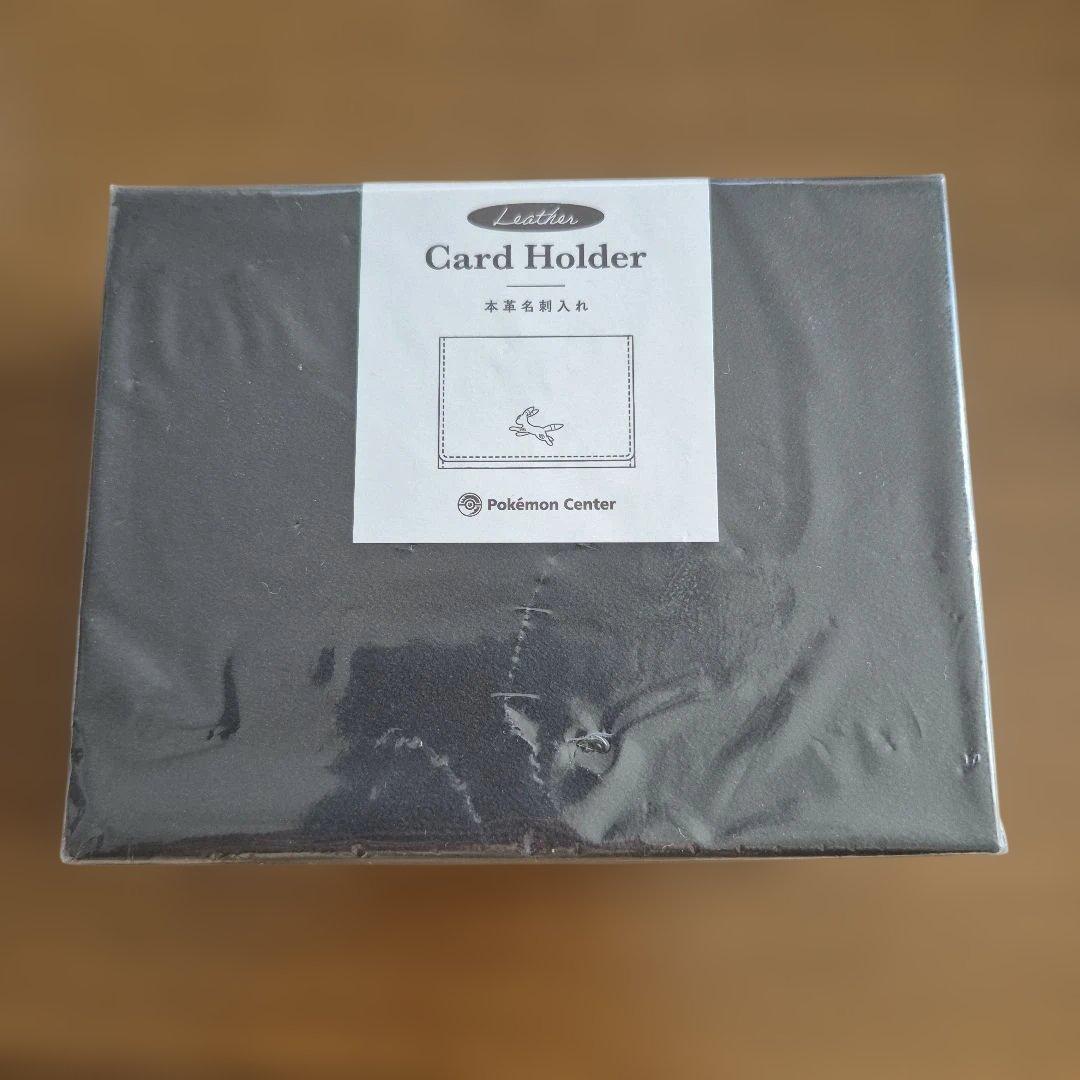 Leather
Card Holder
本革名刺入れ
Pokémon Center